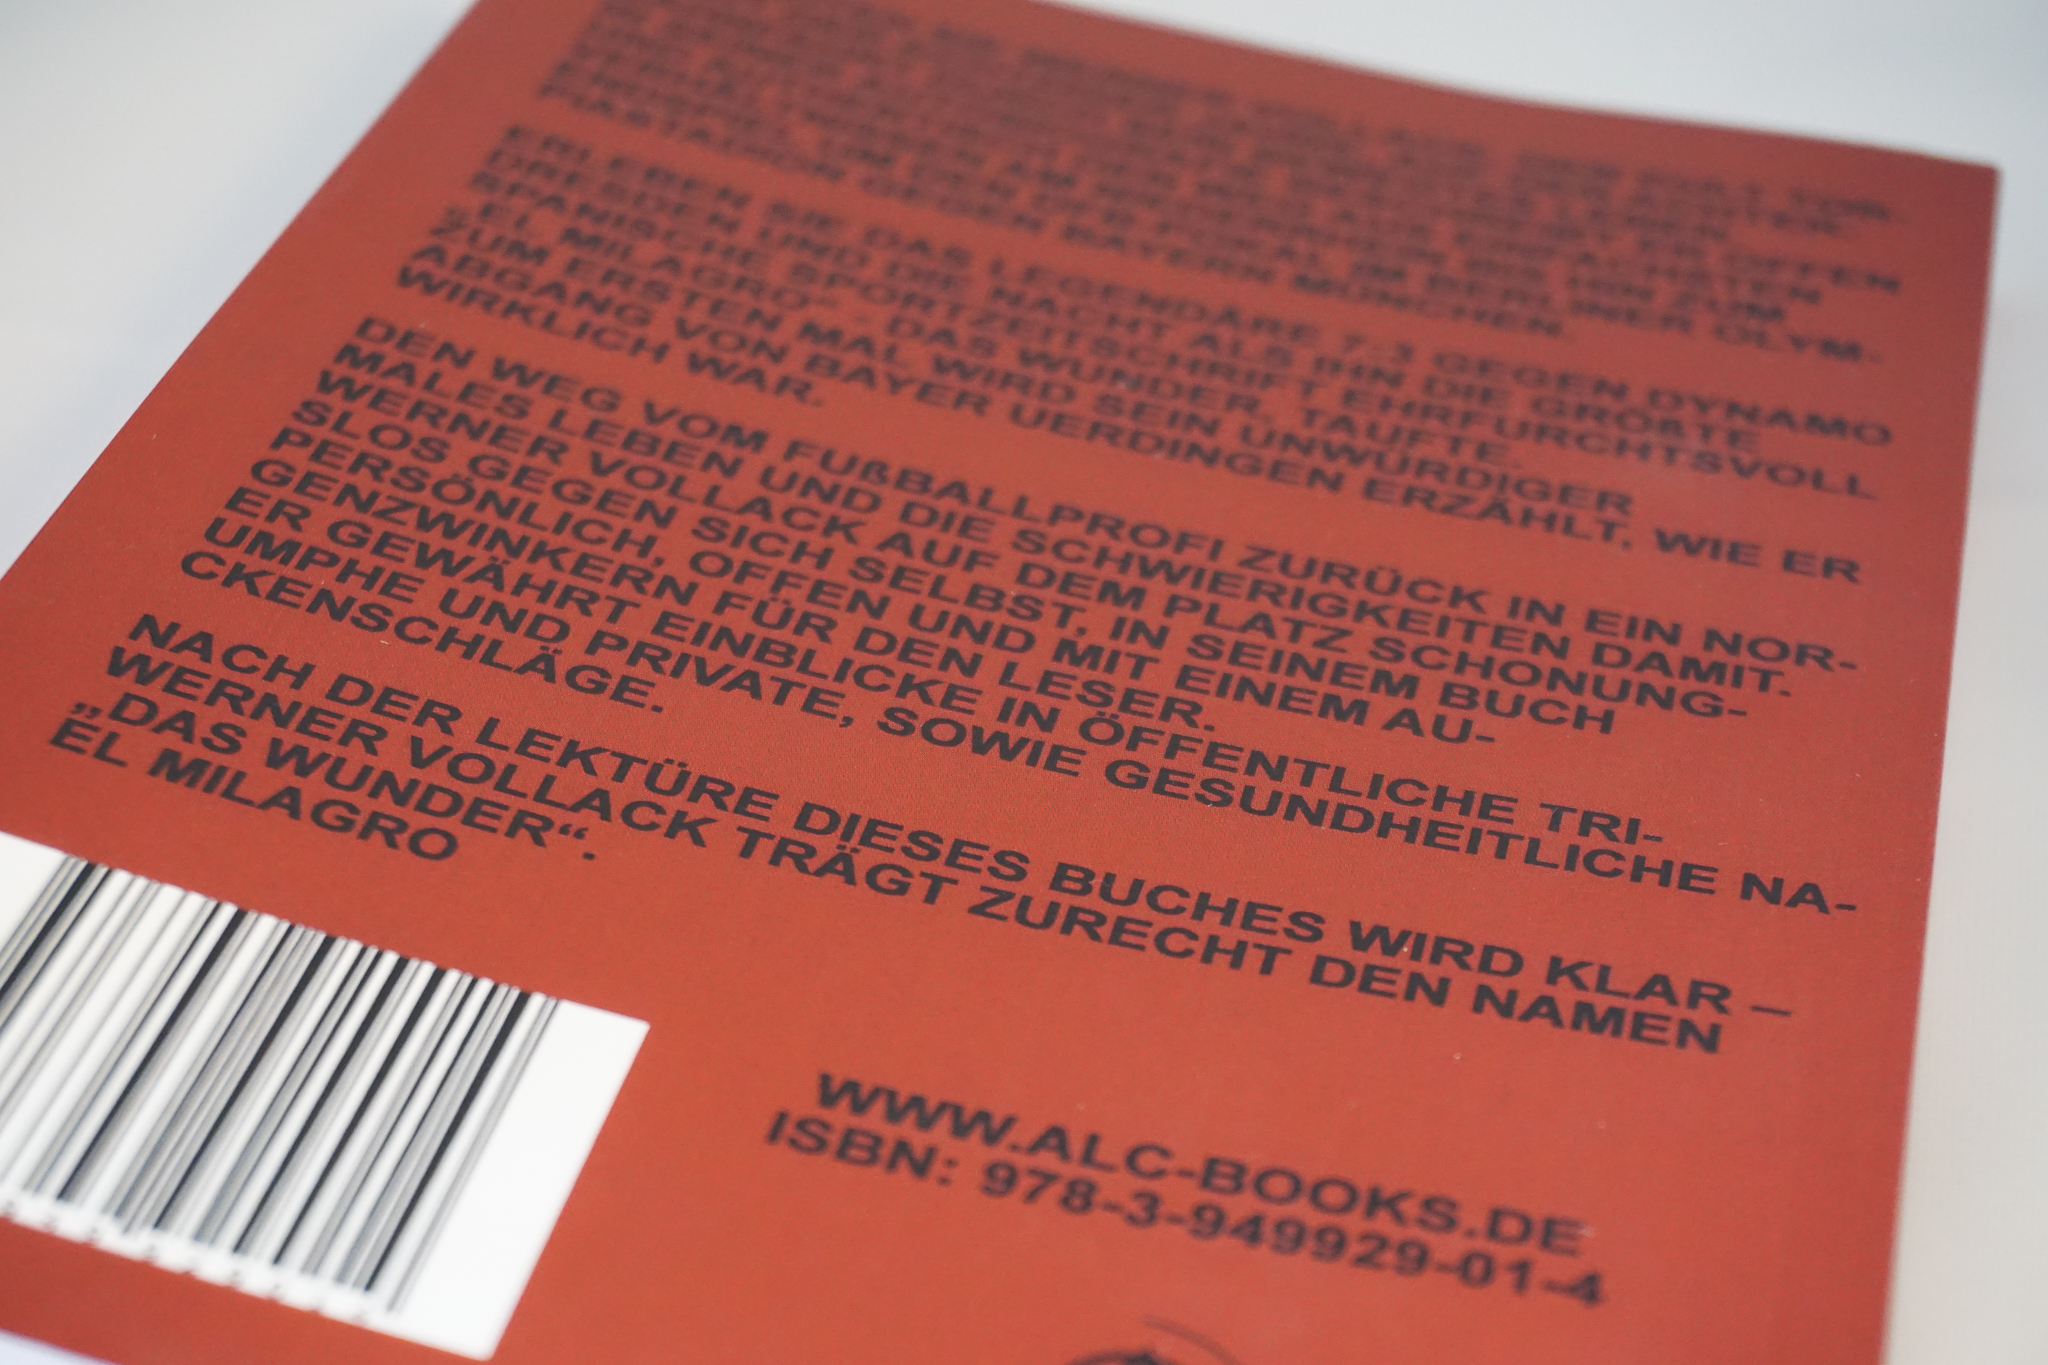 PIASTADION GEGEN BAYERN MÜNCHEN.
ERLEBEN SIE DAS LEGENDÄRE 7:3 GEGEN DYNAMO
DRESDEN UND DIE NACHT ALS IHN DIE GRÖßTE
SPANISCHE SPORTZEITSCHRIFT EHRFURCHTSVOLL
„EL MILAGRO“ - DAS WUNDER, TAUFTE.
ZUM ERSTEN MAL WIRD SEIN UNWÜRDIGER
ABGANG VON BAYER UERDINGEN ERZÄHLT, WIE ER
WIRKLICH WAR.
DEN WEG VOM FUßBALLPROFI ZURÜCK IN EIN NOR-
MALES LEBEN UND DIE SCHWIERIGKEITEN DAMIT.
WERNER VOLLACK AUF DEM PLATZ SCHONUNG-
SLOS GEGEN SICH SELBST, IN SEINEM BUCH
PERSÖNLICH, OFFEN UND MIT EINEM AU-
GENZWINKERN FÜR DEN LESER.
ER GEWÄHRT EINBLICKE IN ÖFFENTLICHE TRI-
UMPHE UND PRIVATE, SOWIE GESUNDHEITLICHE NA-
CKENSCHLÄGE.
NACH DER LEKTÜRE DIESES BUCHES WIRD KLAR –
WERNER VOLLACK TRÄGT ZURECHT DEN NAMEN
„DAS WUNDER“.
EL MILAGRO
WWW.ALC-BOOKS.DE
ISBN: 978-3-949929-01-4